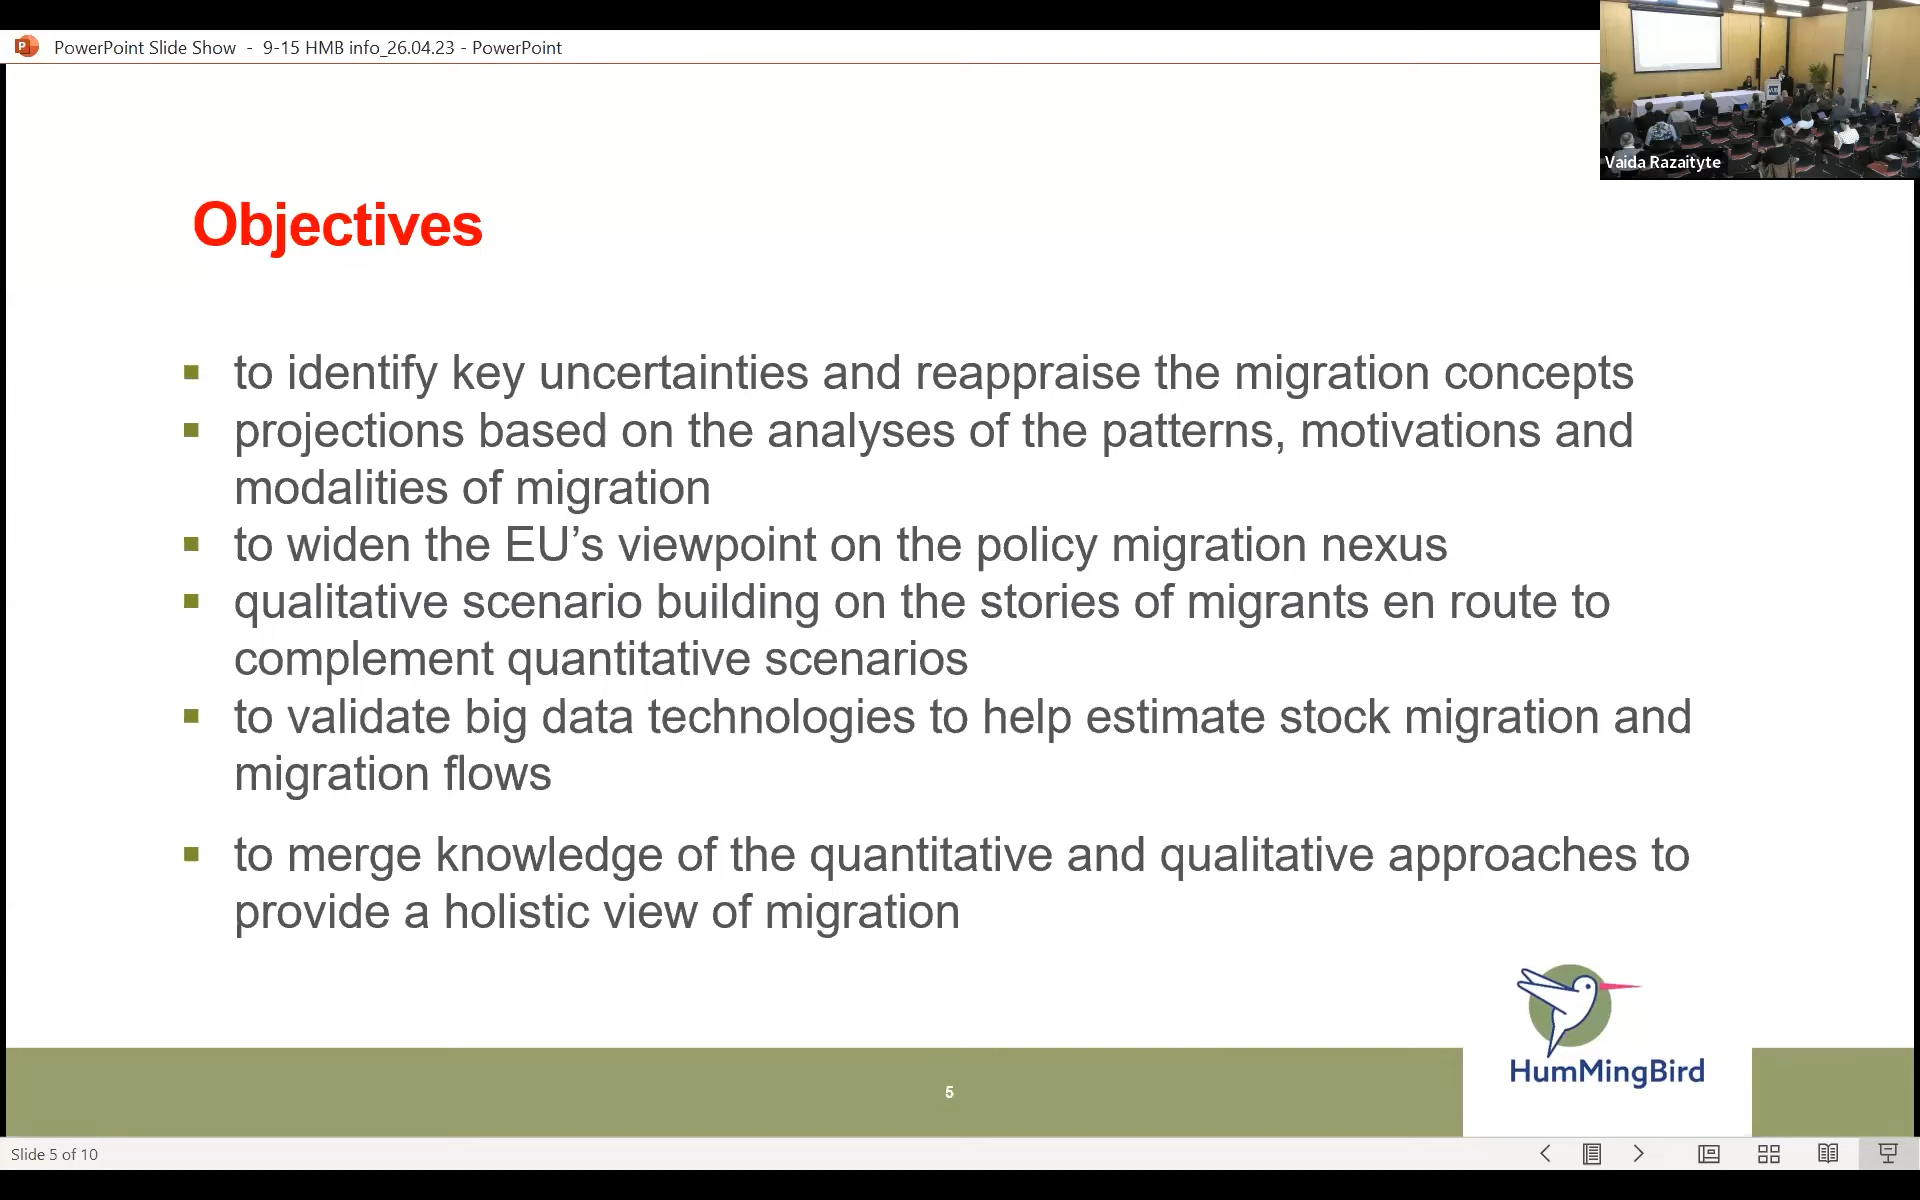 PowerPoint Slide Show - 9-15 HMB info_26.04.23 - PowerPoint
Vaida Razaityte
Objectives
to identify key uncertainties and reappraise the migration concepts
projections based on the analyses of the patterns, motivations and
modalities of migration
to widen the EU’s viewpoint on the policy migration nexus
qualitative scenario building on the stories of migrants en route to
complement quantitative scenarios
to validate big data technologies to help estimate stock migration and
migration flows
to merge knowledge of the quantitative and qualitative approaches to
provide a holistic view of migration
HumMingBird
5
Slide 5 of 10